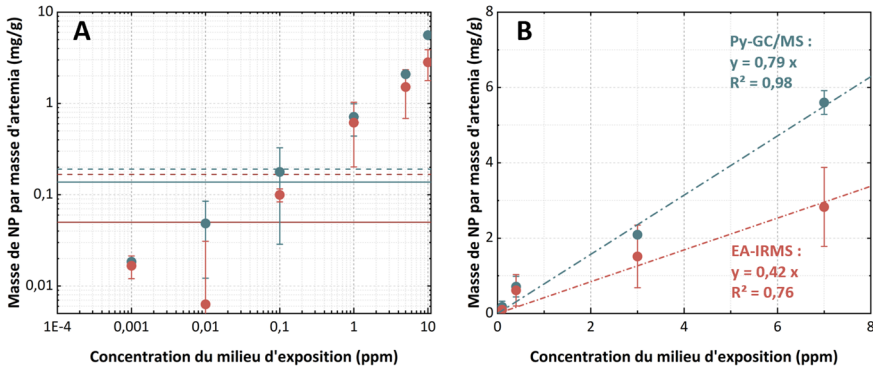 A
Masse de NP par masse d'artemia (mg/g)
10
1
0,1
0,01
1E-4
0,001
0,01
0,1
1
10
Concentration du milieu d'exposition (ppm)
B
Masse de NP par masse d'artemia (mg/g)
8
6
4
2
0
Py-GC/MS :
y = 0,79 x
R² = 0,98
EA-IRMS :
y = 0,42 x
R² = 0,76
0
2
4
6
8
Concentration du milieu d'exposition (ppm)